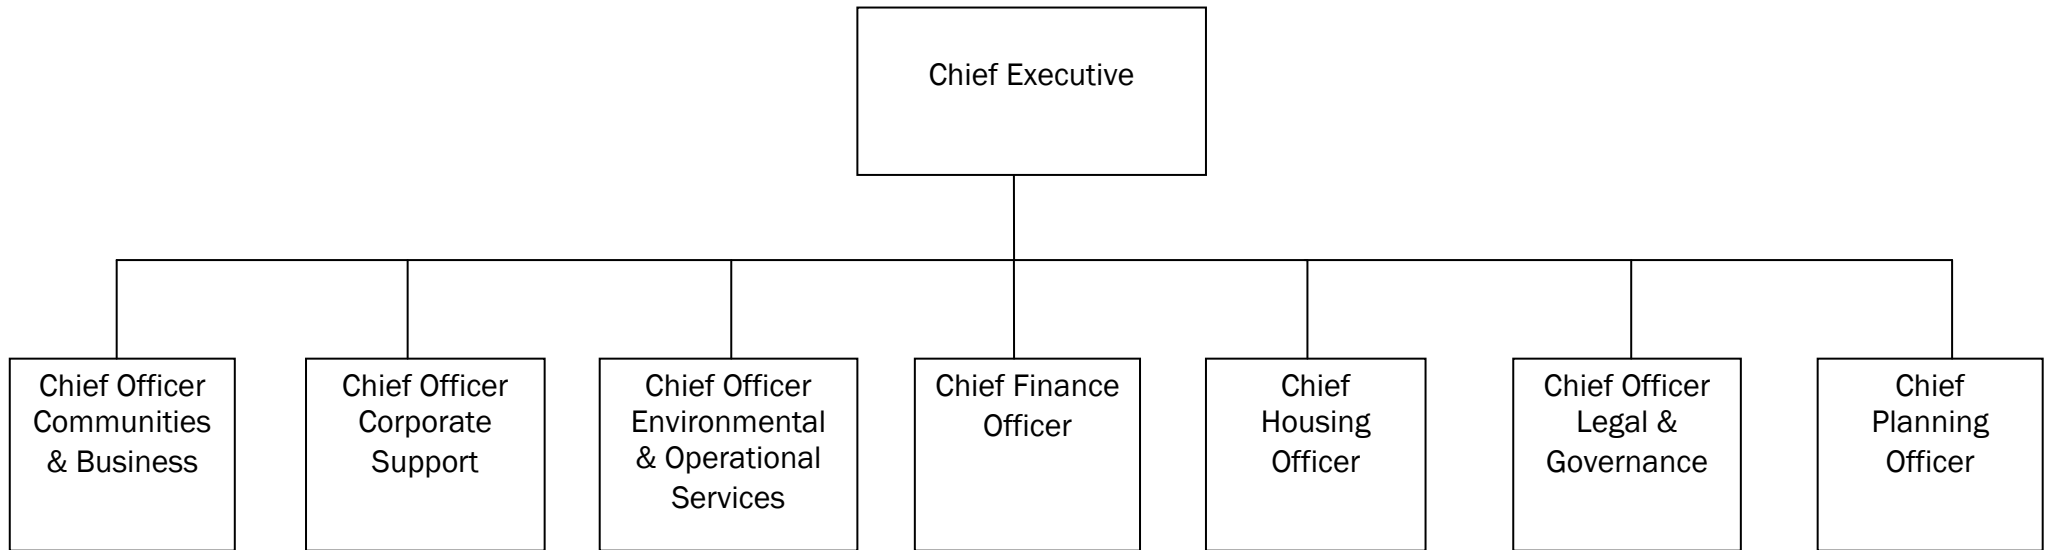 Chief Executive
Chief Officer
Communities
& Business
Chief Officer
Corporate
Support
Chief Officer
Environmental
& Operational
Services
Chief Finance
Officer
Chief
Housing
Officer
Chief Officer
Legal &
Governance
Chief
Planning
Officer